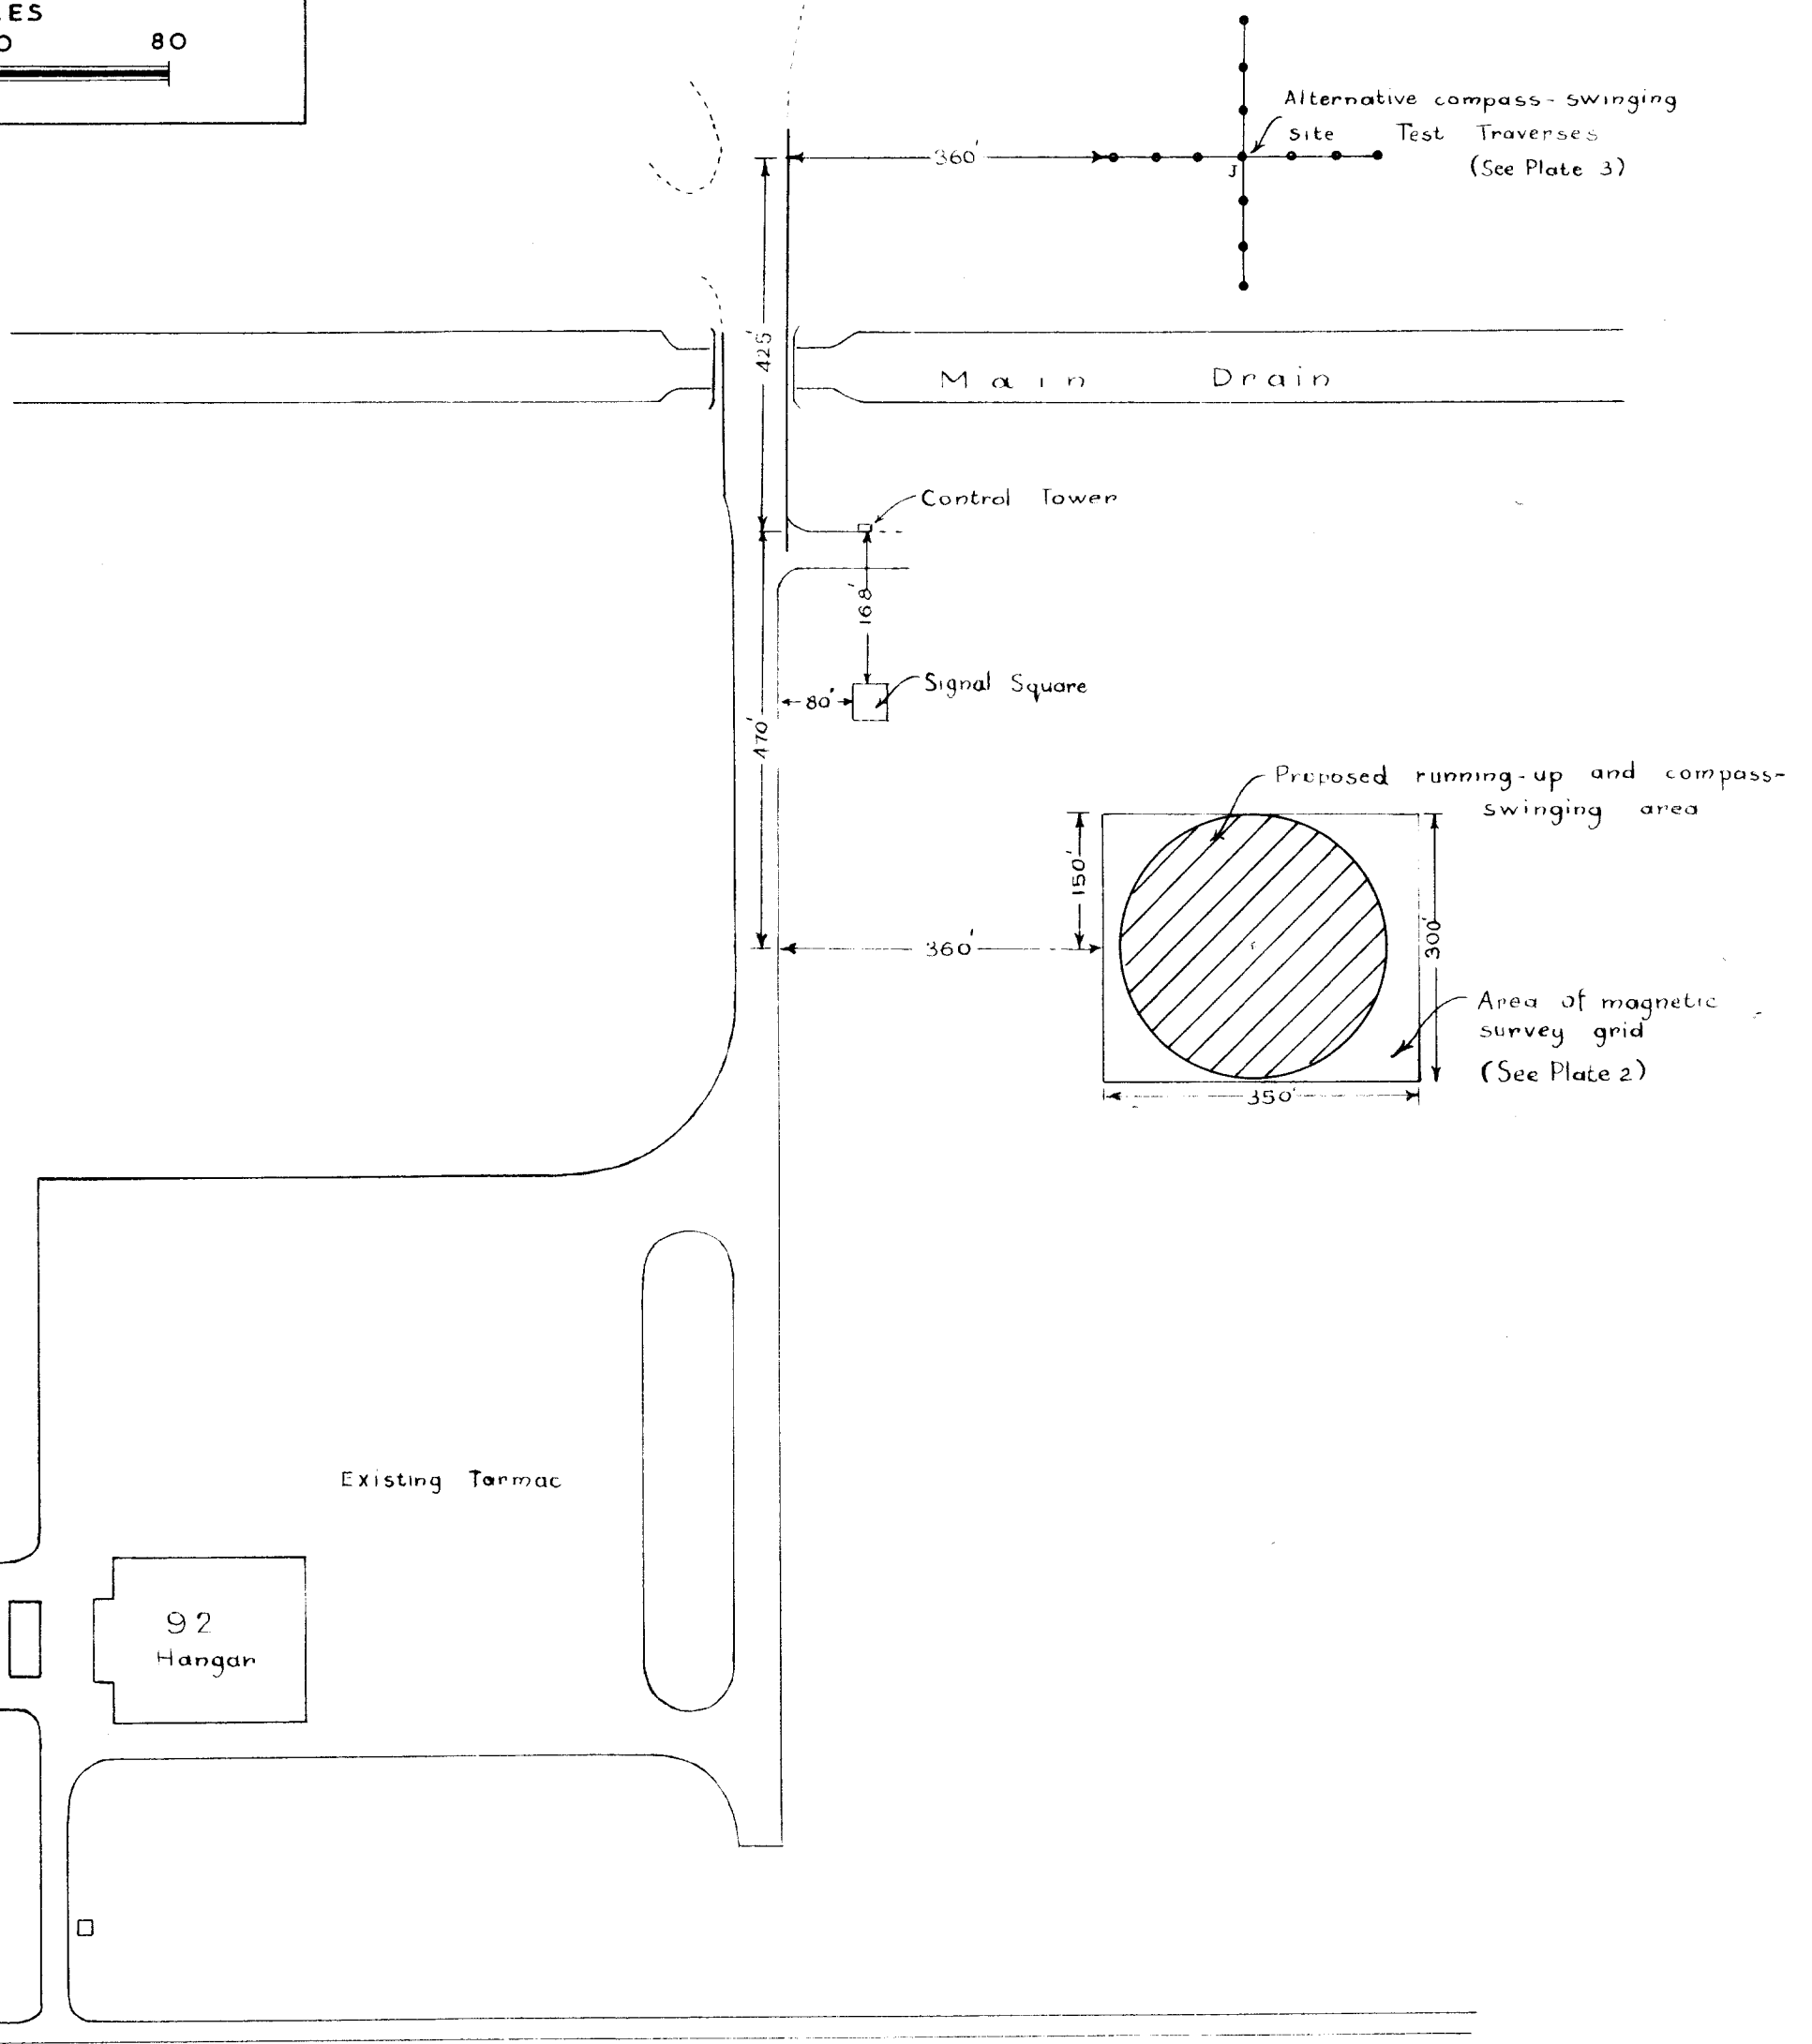 80
Alternative compass-swinging
site Test Traverses
(See Plate 3)
360'
J
425'
Main Drain
Control Tower
168'
Signal Square
80'
470'
Proposed running-up and compass-
swinging area
150'
360'
300'
Area of magnetic
survey grid
(See Plate 2)
350'
Existing Tarmac
92
Hangar